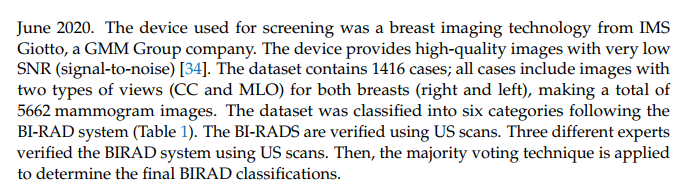 June 2020. The device used for screening was a breast imaging technology from IMS
Giotto, a GMM Group company. The device provides high-quality images with very low
SNR (signal-to-noise) [34]. The dataset contains 1416 cases; all cases include images with
two types of views (CC and MLO) for both breasts (right and left), making a total of
5662 mammogram images. The dataset was classified into six categories following the
BI-RAD system (Table 1). The BI-RADS are verified using US scans. Three different experts
verified the BIRAD system using US scans. Then, the majority voting technique is applied
to determine the final BIRAD classifications.